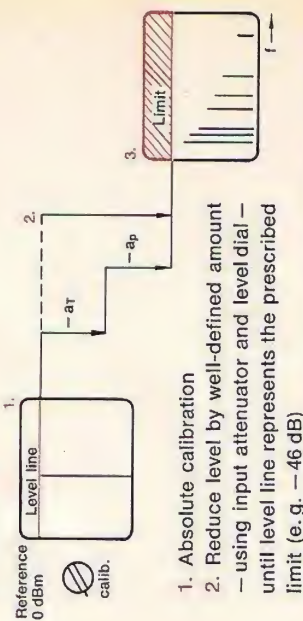 Reference
0 dBm
1.
Level line
calib.
2.
– aT
– ap
3.
Limit
f
1. Absolute calibration
2. Reduce level by well-defined amount
– using input attenuator and level dial –
until level line represents the prescribed
limit (e. g. – 46 dB)